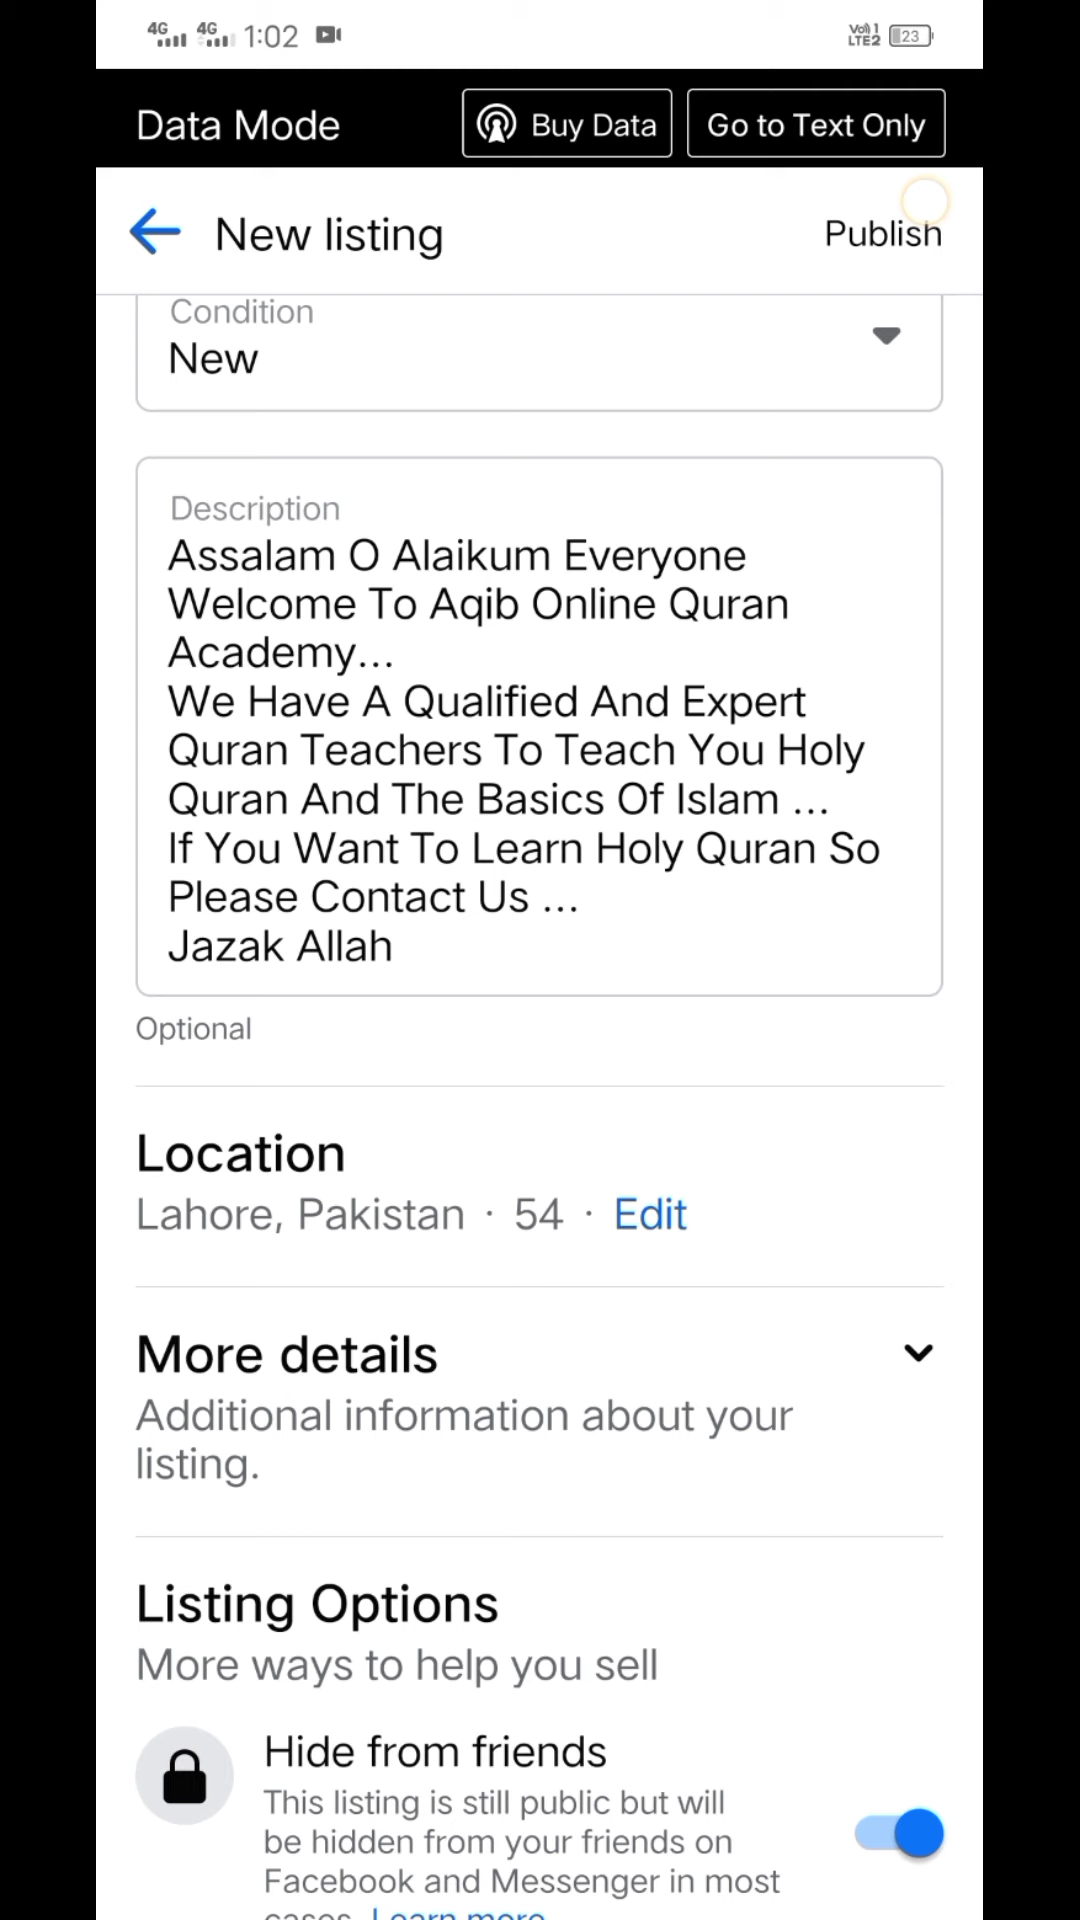 4G 4G 1:02 Vo)) 1 LTE2 23
Data Mode Buy Data Go to Text Only
New listing Publish
Condition
New
Description
Assalam O Alaikum Everyone
Welcome To Aqib Online Quran
Academy...
We Have A Qualified And Expert
Quran Teachers To Teach You Holy
Quran And The Basics Of Islam ...
If You Want To Learn Holy Quran So
Please Contact Us ...
Jazak Allah
Optional
Location
Lahore, Pakistan · 54 · Edit
More details
Additional information about your
listing.
Listing Options
More ways to help you sell
Hide from friends
This listing is still public but will
be hidden from your friends on
Facebook and Messenger in most
cases. Learn more